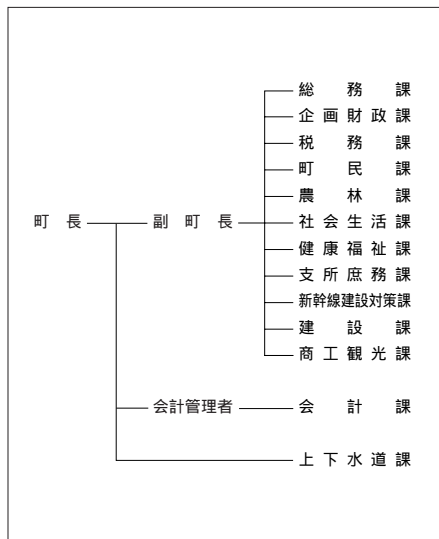 総務課
企画財政課
税務課
町民課
農林課
町長 副町長 社会生活課
健康福祉課
支所庶務課
新幹線建設対策課
建設課
商工観光課
会計管理者 会計課
上下水道課